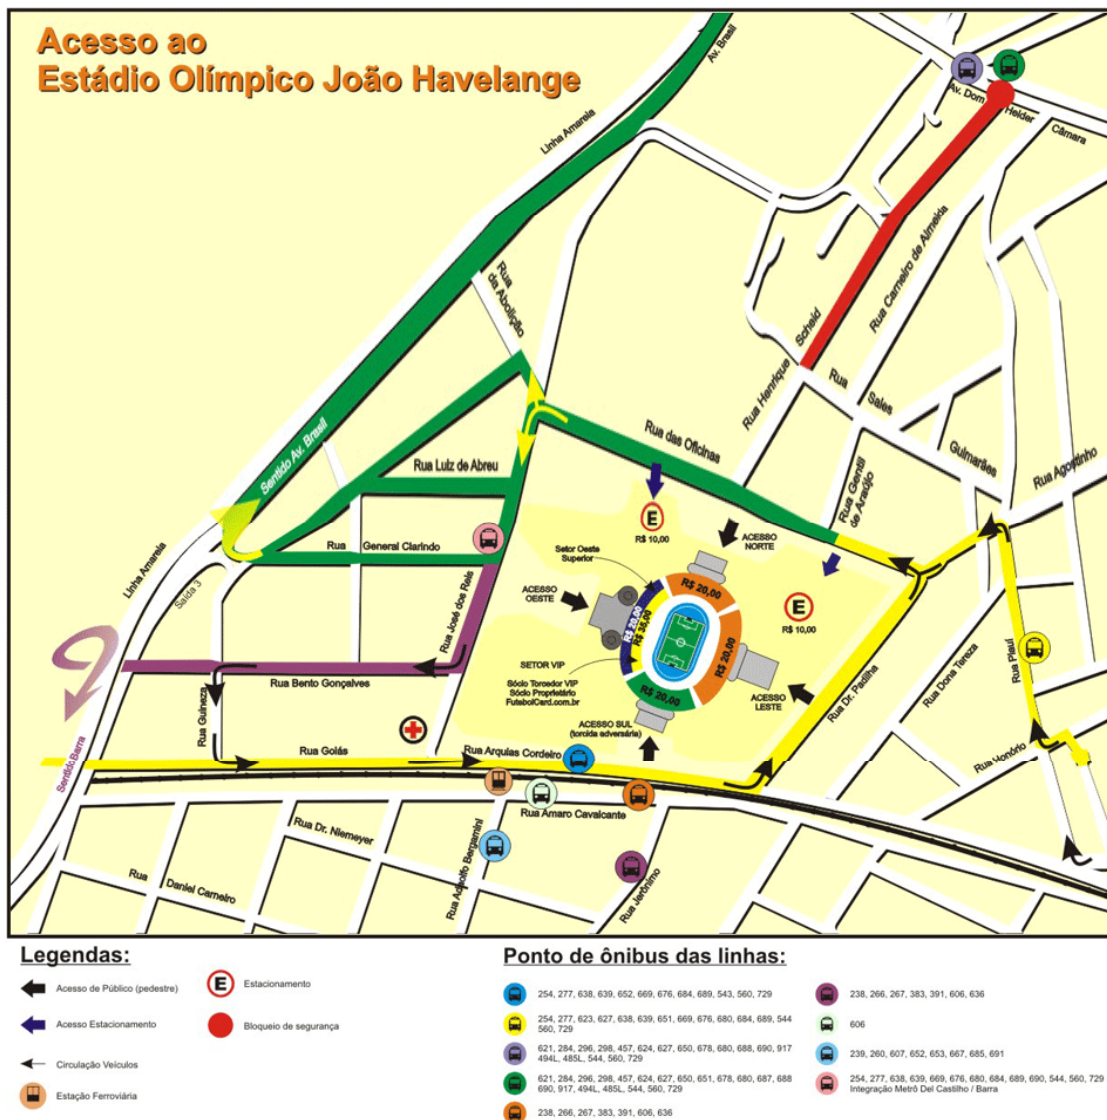 Acesso ao
Estádio Olímpico João Havelange
Av. Brasil
Linha Amarela
Av. Dom
Helder
Câmara
Rua
da Abolição
Rua Carneiro de Almeida
Rua Henrique
Scheid
Rua
Sales
Guimarães
Rua Agostinho
Sentido Av. Brasil
Rua das Oficinas
Rua Luiz de Abreu
Rua Gentil
de Araújo
E
R$ 10,00
ACESSO
NORTE
Rua
General Clarindo
Setor Oeste
Superior
Linha Amarela
Saída 3
Rua José dos Reis
ACESSO
OESTE
R$ 20,00
R$ 20,00
R$ 35,00
R$ 20,00
R$ 20,00
E
R$ 10,00
SETOR VIP
Sócio Torcedor VIP
Sócio Proprietário
FutebolCard.com.br
ACESSO
LESTE
ACESSO SUL
(torcida adversária)
Rua Bento Gonçalves
Rua Guineza
Rua Dr. Padilha
Rua Dona Tereza
Rua Piauí
Rua Honório
Sentido Barra
Rua Goiás
Rua Arquias Cordeiro
Rua Amaro Cavalcante
Rua Dr. Niemeyer
Rua Adolfo Bergamini
Rua
Daniel Carneiro
Rua Jerônimo
Legendas:
Acesso de Público (pedestre)
Acesso Estacionamento
Circulação Veículos
Estação Ferroviária
E
Estacionamento
Bloqueio de segurança
Ponto de ônibus das linhas:
254, 277, 638, 639, 652, 669, 676, 684, 689, 543, 560, 729
254, 277, 623, 627, 638, 639, 651, 669, 676, 680, 684, 689, 544
560, 729
621, 284, 296, 298, 457, 624, 627, 650, 678, 680, 688, 690, 917
494L, 485L, 544, 560, 729
621, 284, 296, 298, 457, 624, 627, 650, 651, 678, 680, 687, 688
690, 917, 494L, 485L, 544, 560, 729
238, 266, 267, 383, 391, 606, 636
238, 266, 267, 383, 391, 606, 636
606
239, 260, 607, 652, 653, 667, 685, 691
254, 277, 638, 639, 669, 676, 680, 684, 689, 690, 544, 560, 729
Integração Metrô Del Castilho / Barra